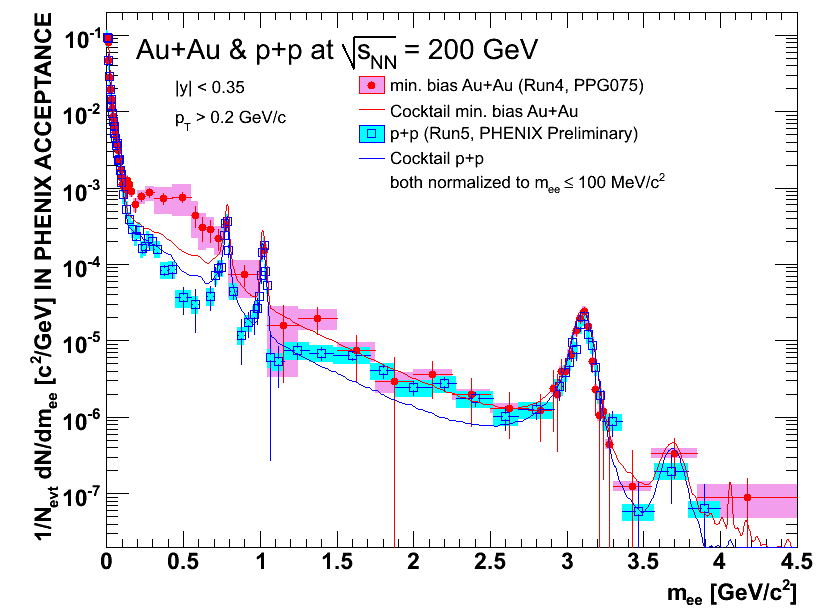 Au+Au & p+p at √s_NN = 200 GeV
|y| < 0.35
p_T > 0.2 GeV/c
min. bias Au+Au (Run4, PPG075)
Cocktail min. bias Au+Au
p+p (Run5, PHENIX Preliminary)
Cocktail p+p
both normalized to m_ee ≤ 100 MeV/c²
1/N_evt dN/dm_ee [c²/GeV] IN PHENIX ACCEPTANCE
10⁻¹
10⁻²
10⁻³
10⁻⁴
10⁻⁵
10⁻⁶
10⁻⁷
0 0.5 1 1.5 2 2.5 3 3.5 4 4.5
m_ee [GeV/c²]